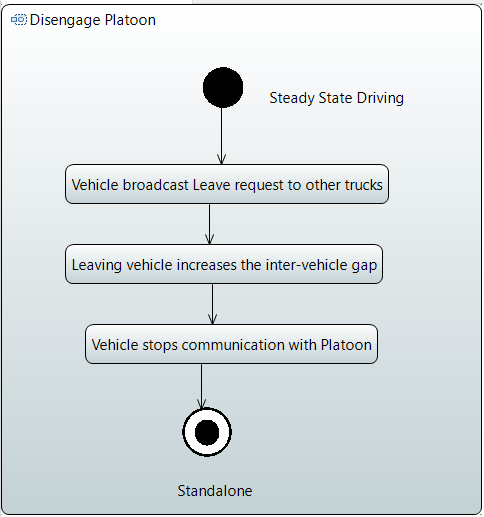 Disengage Platoon
Steady State Driving
Vehicle broadcast Leave request to other trucks
Leaving vehicle increases the inter-vehicle gap
Vehicle stops communication with Platoon
Standalone